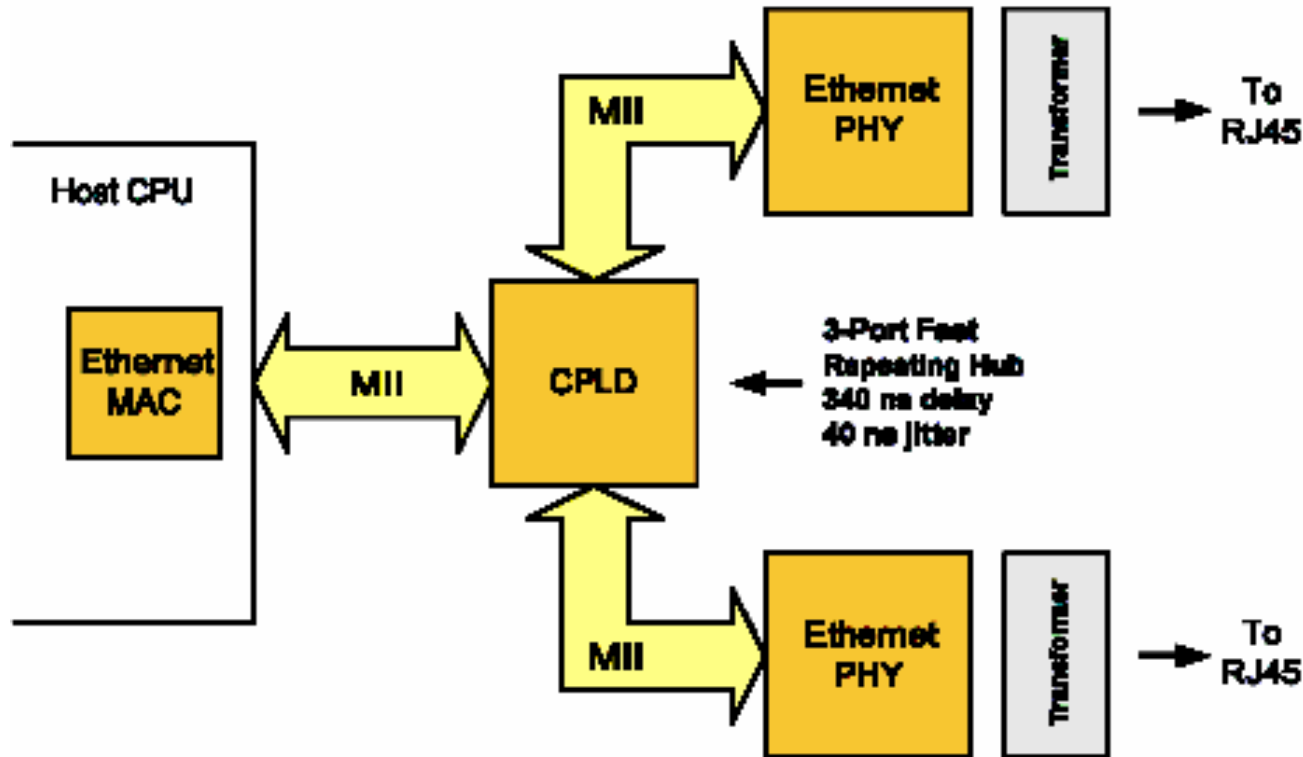 Host CPU
Ethernet
MAC
MII
CPLD
MII
Ethernet
PHY
Transformer
To
RJ45
3-Port Fast
Repeating Hub
340 ns delay
40 ns jitter
MII
Ethernet
PHY
Transformer
To
RJ45